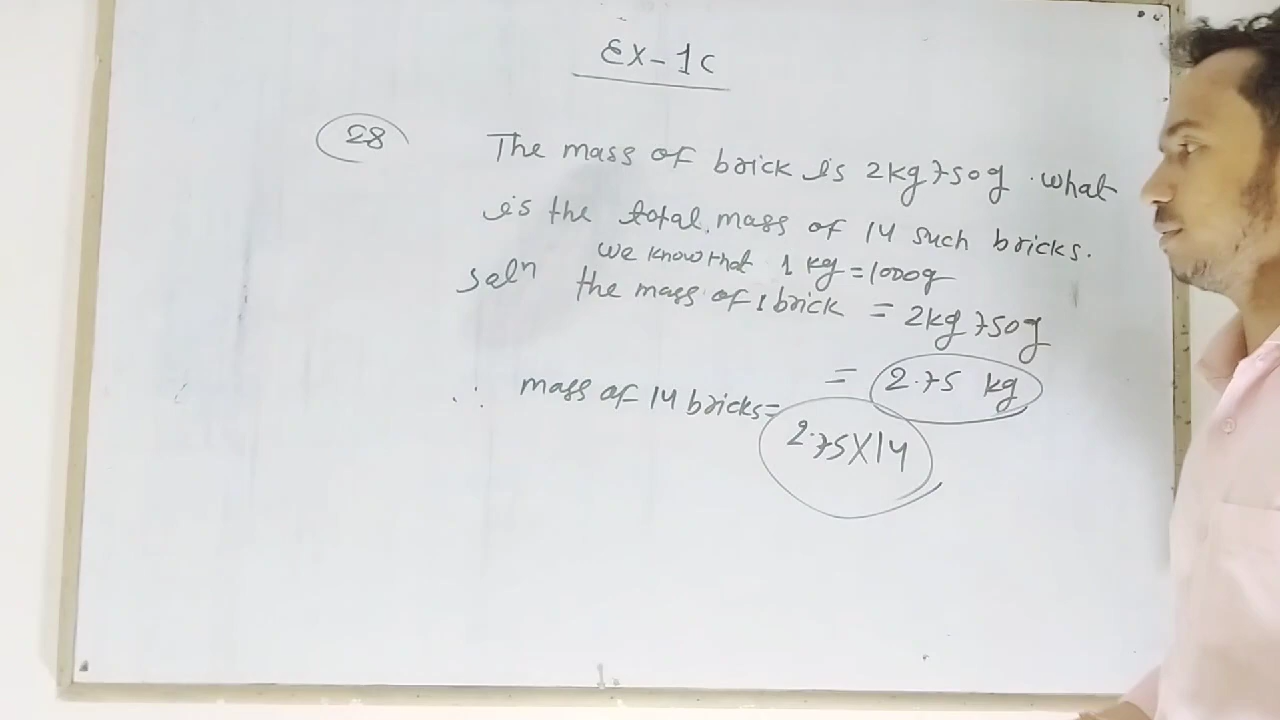 Ex-1c
28 The mass of brick is 2kg 750g. what
is the total mass of 14 such bricks.
we know that 1 kg = 1000g
soln the mass of 1 brick = 2kg 750g
= 2.75 kg
∴ mass of 14 bricks =
2.75X14